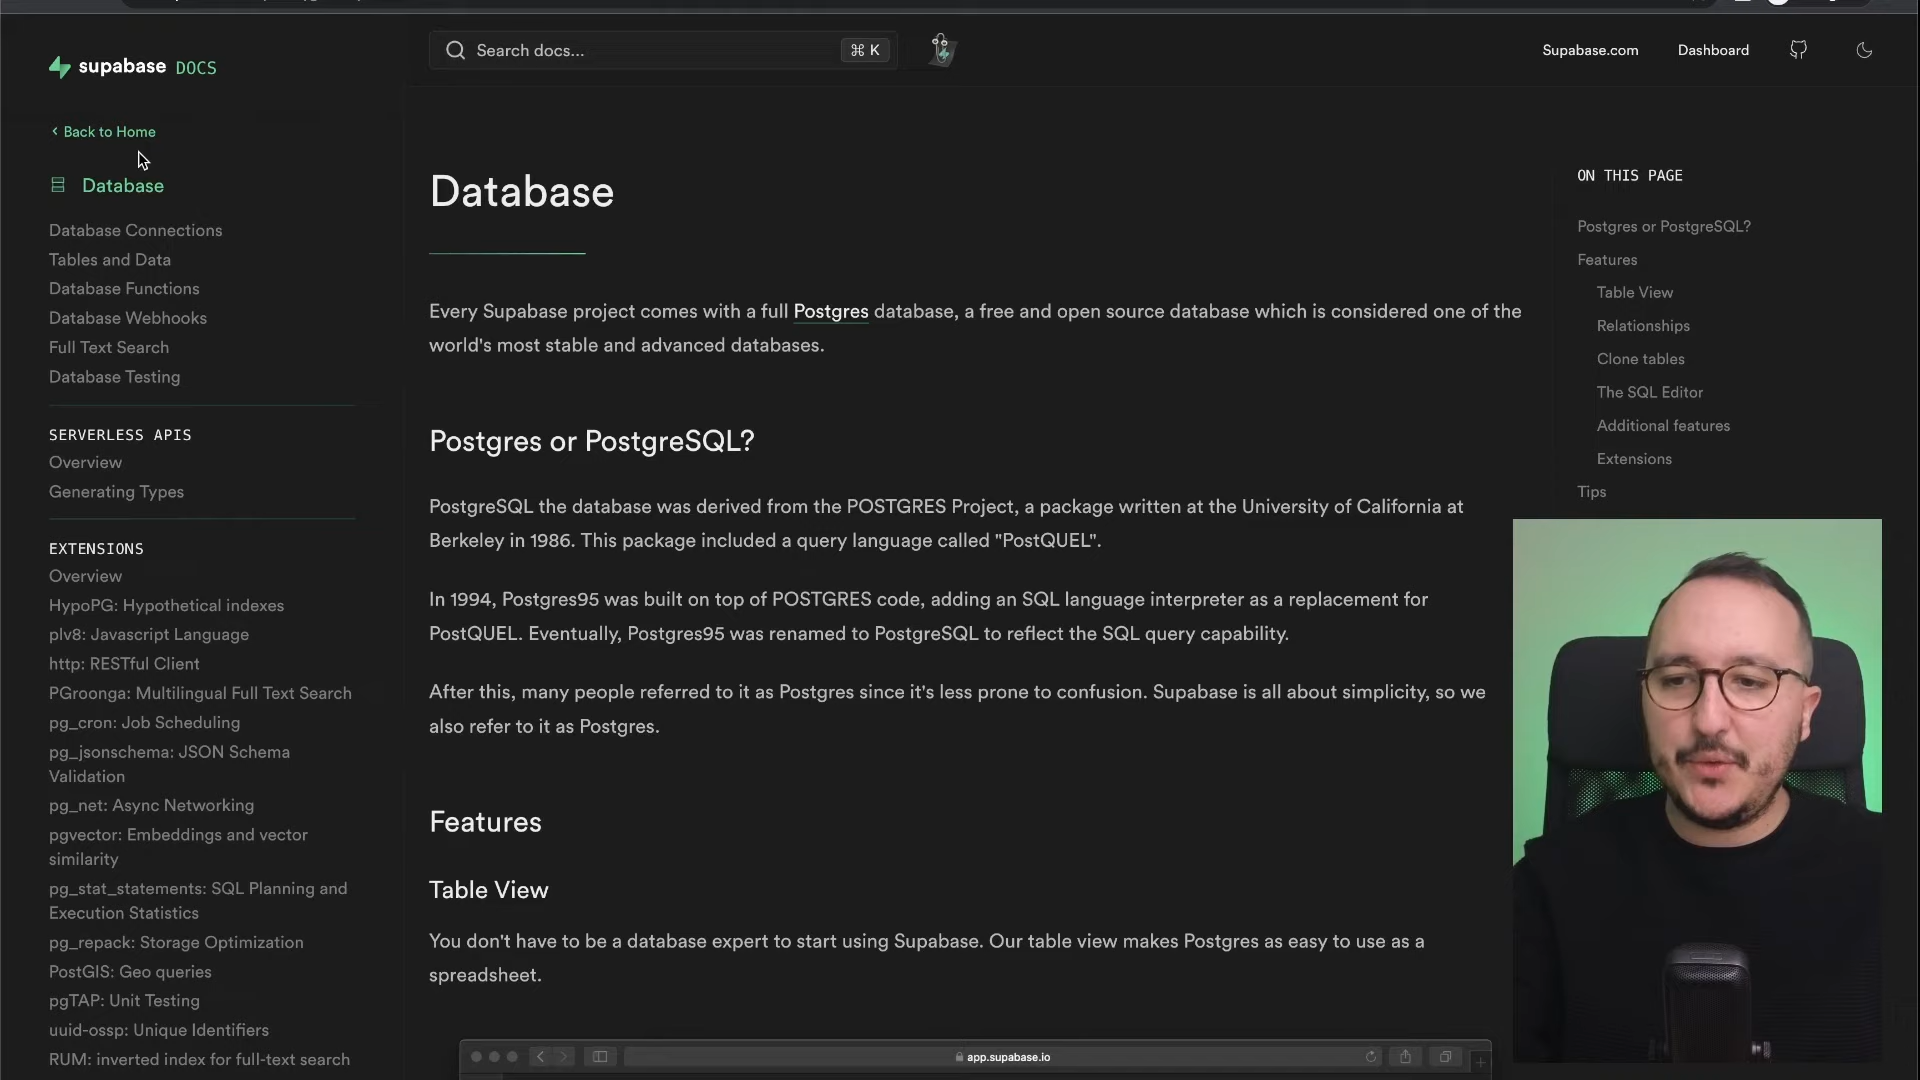 supabase DOCS
Search docs...
⌘ K
Supabase.com
Dashboard
Back to Home
Database
Database Connections
Tables and Data
Database Functions
Database Webhooks
Full Text Search
Database Testing
SERVERLESS APIS
Overview
Generating Types
EXTENSIONS
Overview
HypoPG: Hypothetical indexes
plv8: Javascript Language
http: RESTful Client
PGroonga: Multilingual Full Text Search
pg_cron: Job Scheduling
pg_jsonschema: JSON Schema
Validation
pg_net: Async Networking
pgvector: Embeddings and vector
similarity
pg_stat_statements: SQL Planning and
Execution Statistics
pg_repack: Storage Optimization
PostGIS: Geo queries
pgTAP: Unit Testing
uuid-ossp: Unique Identifiers
RUM: inverted index for full-text search
Database
Every Supabase project comes with a full Postgres database, a free and open source database which is considered one of the
world's most stable and advanced databases.
Postgres or PostgreSQL?
PostgreSQL the database was derived from the POSTGRES Project, a package written at the University of California at
Berkeley in 1986. This package included a query language called "PostQUEL".
In 1994, Postgres95 was built on top of POSTGRES code, adding an SQL language interpreter as a replacement for
PostQUEL. Eventually, Postgres95 was renamed to PostgreSQL to reflect the SQL query capability.
After this, many people referred to it as Postgres since it's less prone to confusion. Supabase is all about simplicity, so we
also refer to it as Postgres.
Features
Table View
You don't have to be a database expert to start using Supabase. Our table view makes Postgres as easy to use as a
spreadsheet.
app.supabase.io
ON THIS PAGE
Postgres or PostgreSQL?
Features
Table View
Relationships
Clone tables
The SQL Editor
Additional features
Extensions
Tips